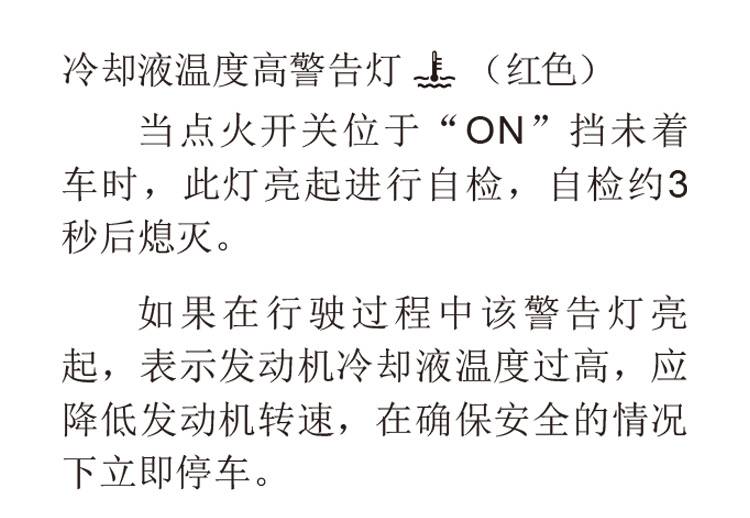 冷却液温度高警告灯 （红色）
当点火开关位于“ON”挡未着
车时，此灯亮起进行自检，自检约3
秒后熄灭。
如果在行驶过程中该警告灯亮
起，表示发动机冷却液温度过高，应
降低发动机转速，在确保安全的情况
下立即停车。